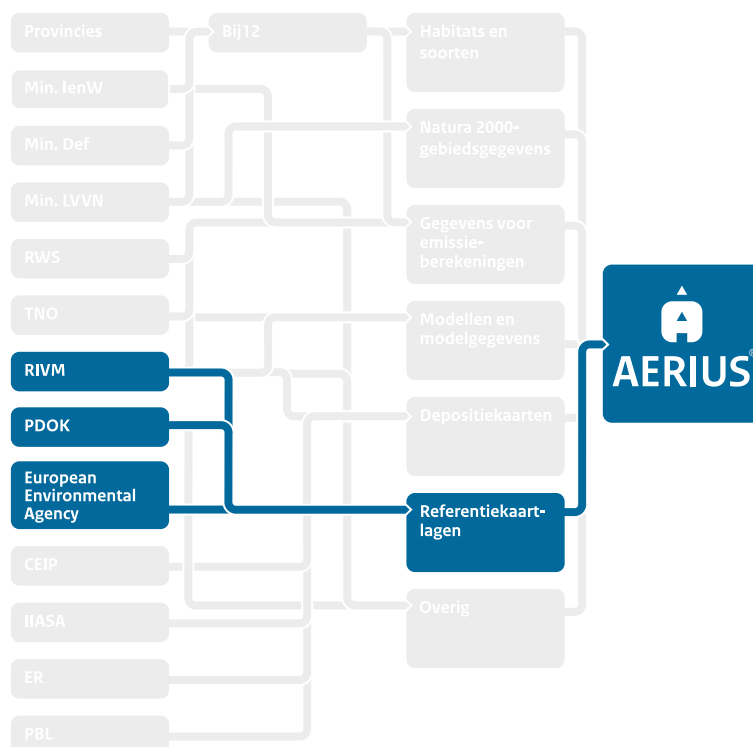 Provincies
Min. IenW
Min. Def
Min. LVVN
RWS
TNO
RIVM
PDOK
European
Environmental
Agency
CEIP
IIASA
ER
PBL
Bij12
Habitats en
soorten
Natura 2000-
gebiedsgegevens
Gegevens voor
emissie-
berekeningen
Modellen en
modelgegevens
Depositiekaarten
Referentiekaart-
lagen
Overig
AERIUS®